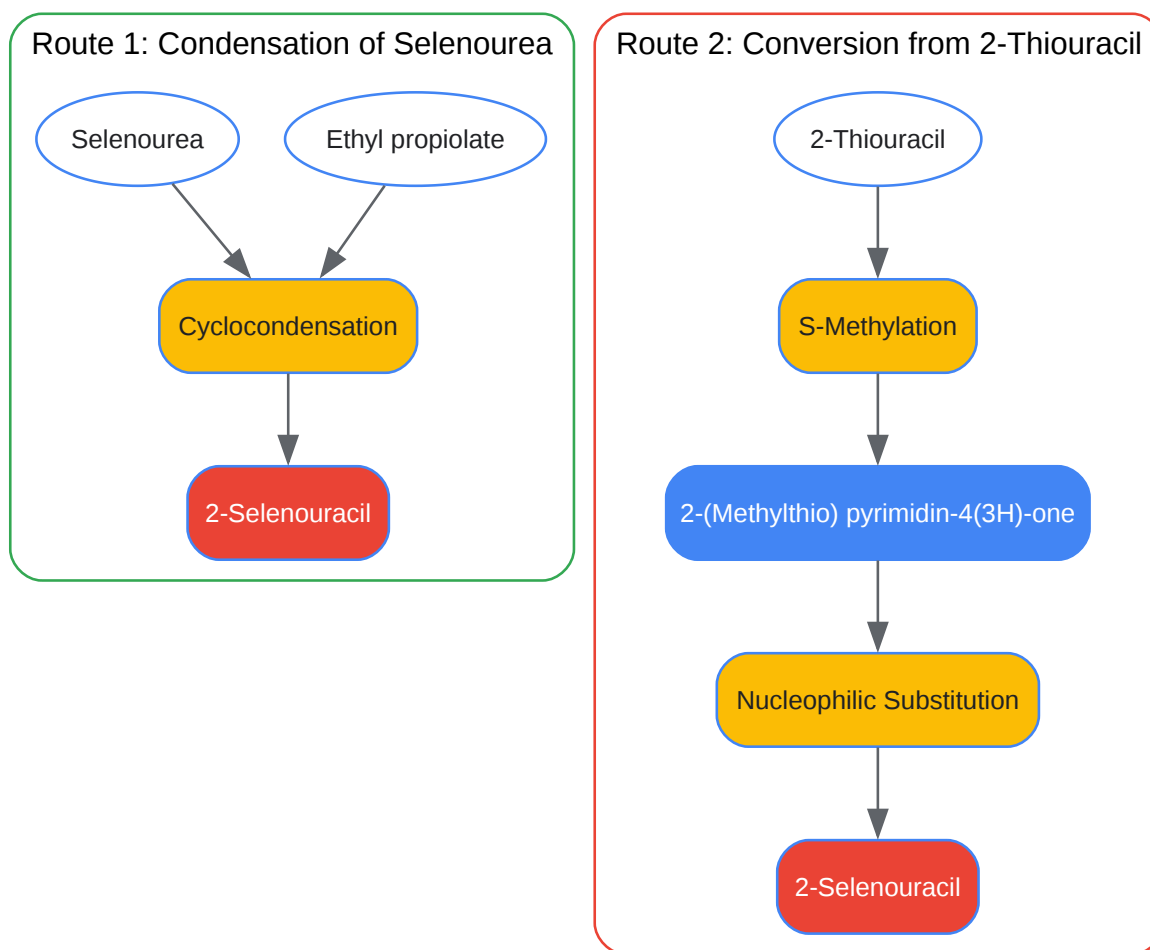 Route 1: Condensation of Selenourea
Selenourea
Ethyl propiolate
Cyclocondensation
2-Selenouracil
Route 2: Conversion from 2-Thiouracil
2-Thiouracil
S-Methylation
2-(Methylthio) pyrimidin-4(3H)-one
Nucleophilic Substitution
2-Selenouracil